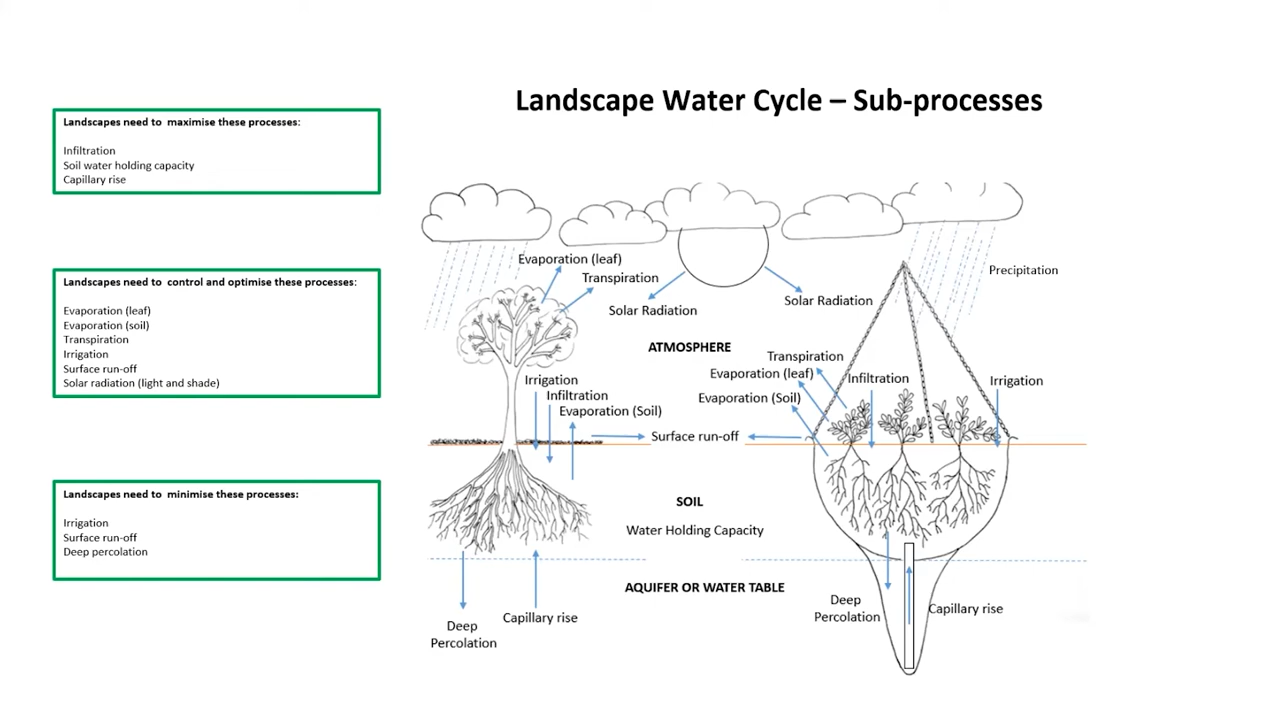 Landscape Water Cycle – Sub-processes
Landscapes need to  maximise these processes:
Infiltration
Soil water holding capacity
Capillary rise
Landscapes need to  control and optimise these processes:
Evaporation (leaf)
Evaporation (soil)
Transpiration
Irrigation
Surface run-off
Solar radiation (light and shade)
Landscapes need to  minimise these processes:
Irrigation
Surface run-off
Deep percolation
Evaporation (leaf)
Transpiration
Solar Radiation
Solar Radiation
Precipitation
ATMOSPHERE
Irrigation
Infiltration
Evaporation (Soil)
Surface run-off
Transpiration
Evaporation (leaf)
Evaporation (Soil)
Infiltration
Irrigation
SOIL
Water Holding Capacity
AQUIFER OR WATER TABLE
Deep
Percolation
Capillary rise
Deep
Percolation
Capillary rise